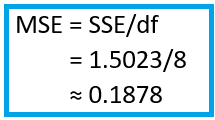 MSE = SSE/df
= 1.5023/8
≈ 0.1878